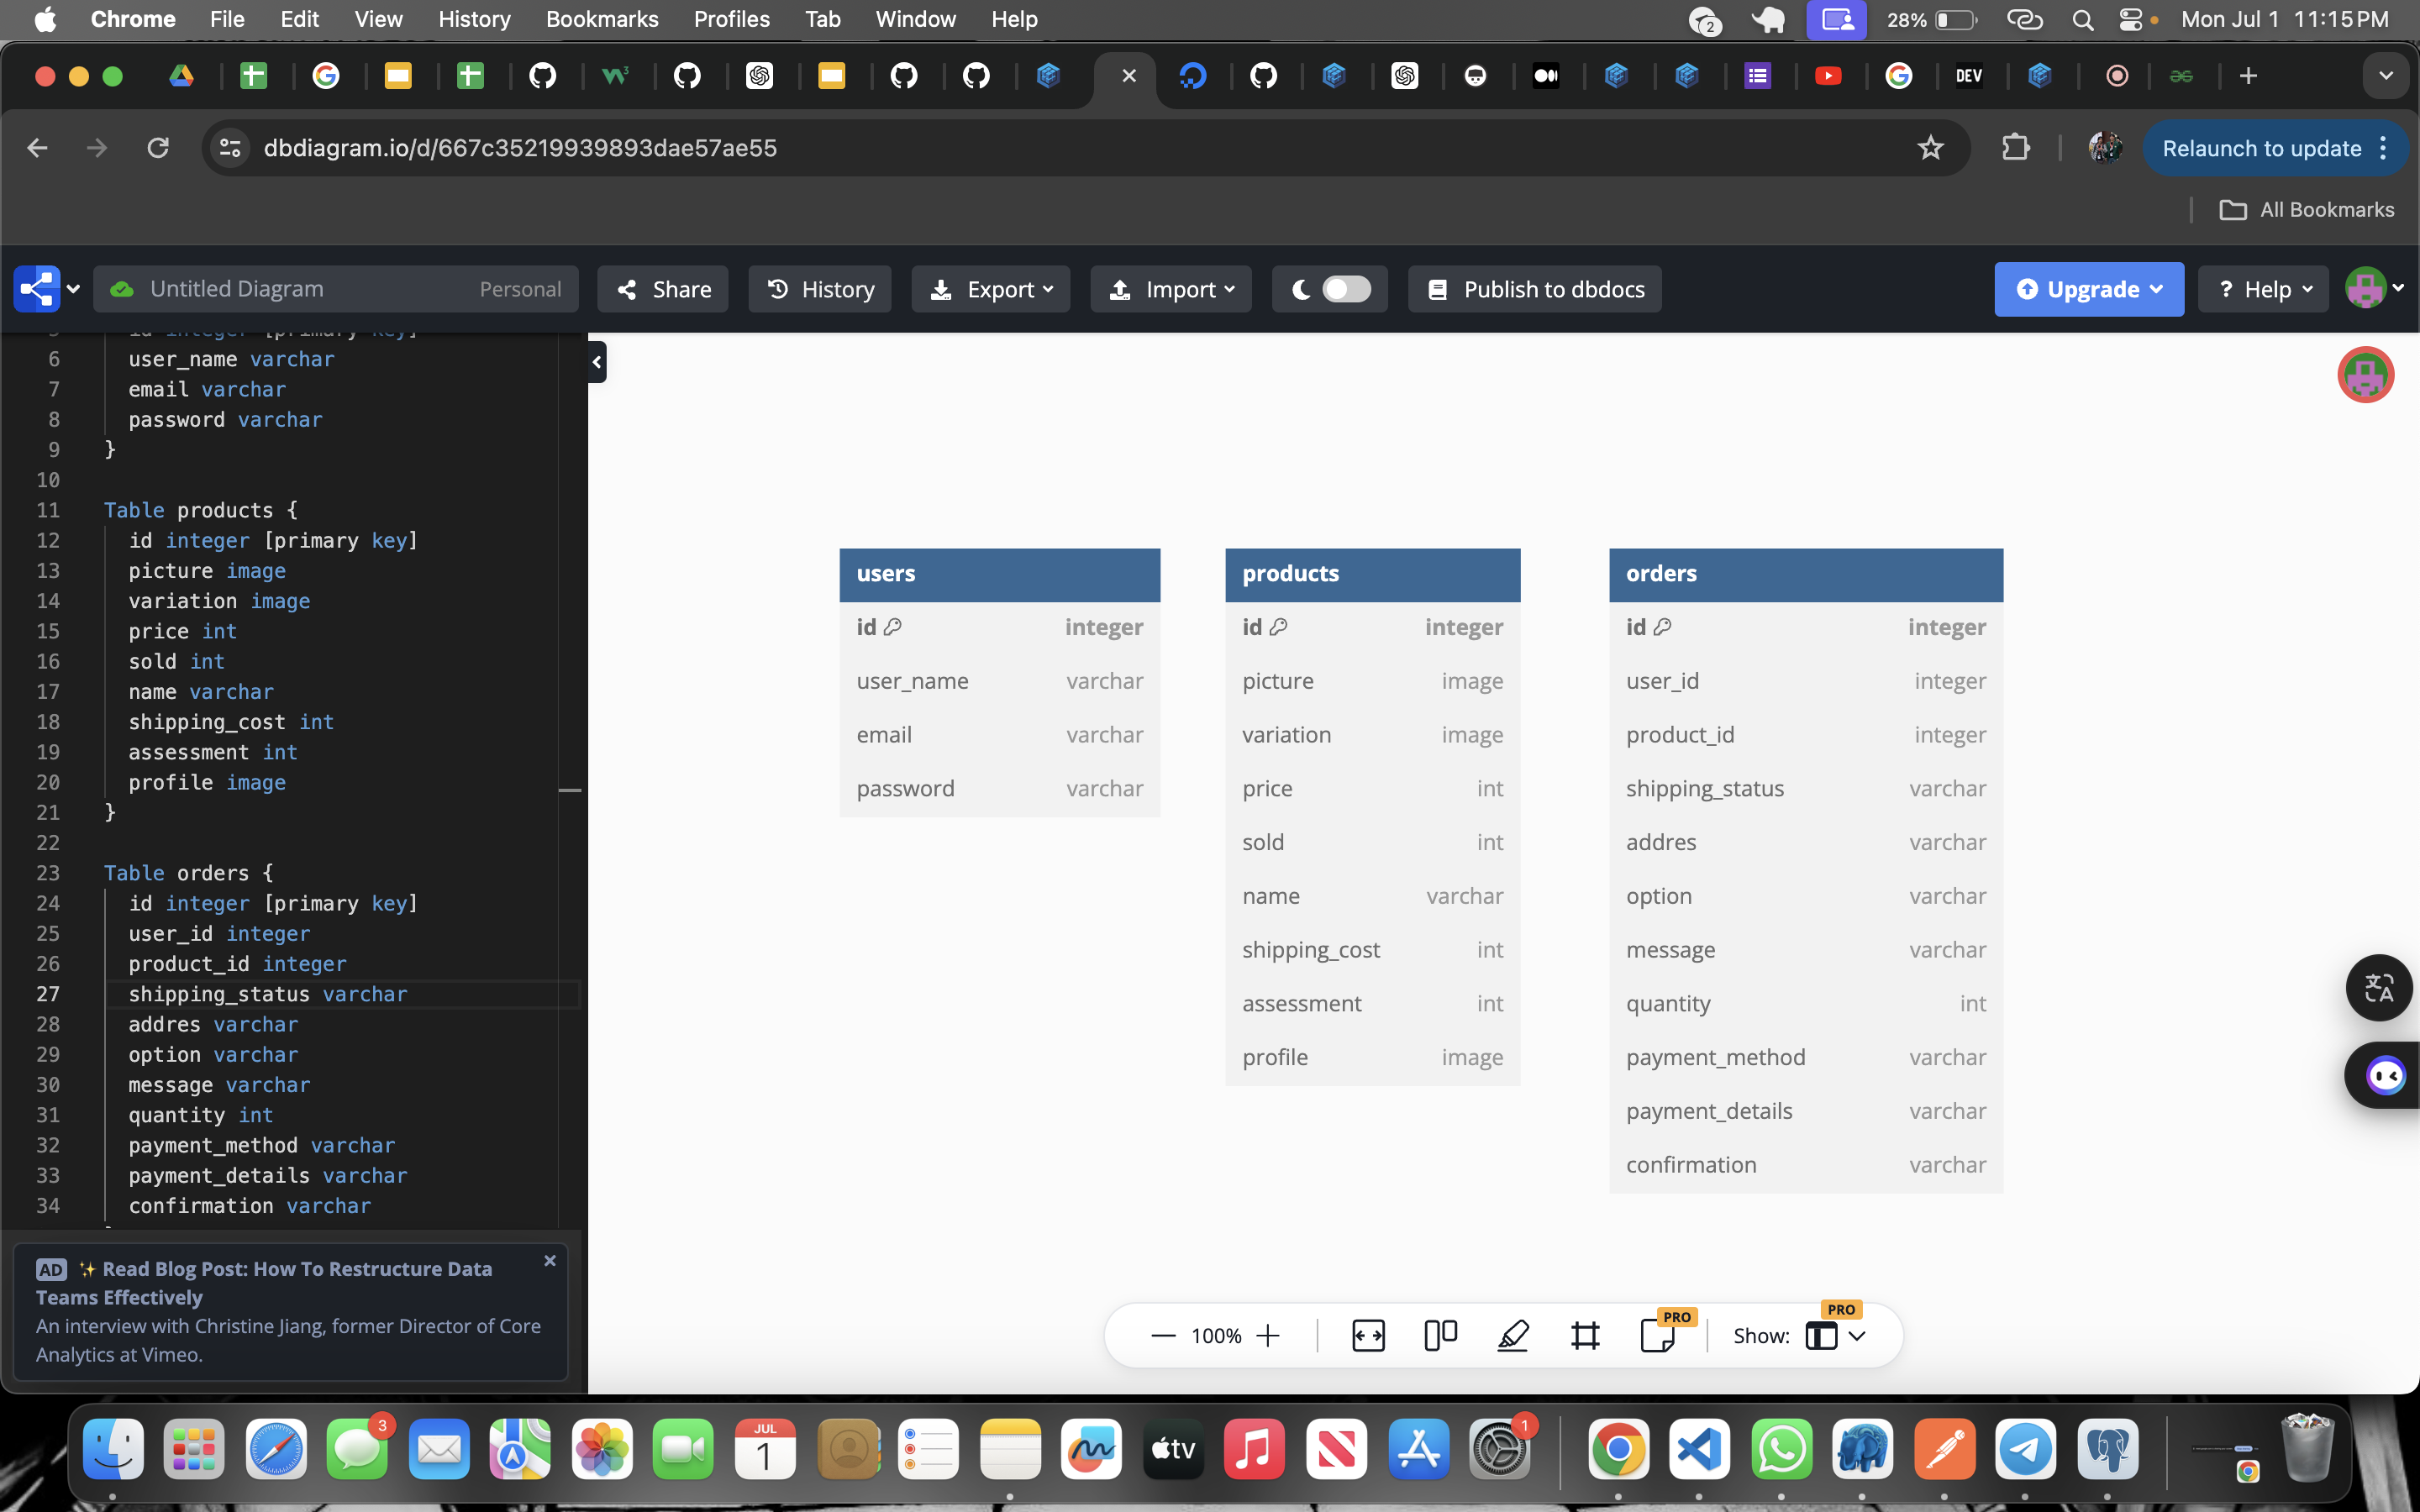 Chrome File Edit View History Bookmarks Profiles Tab Window Help 2 28% Mon Jul 1 11:15 PM
DEV
dbdiagram.io/d/667c35219939893dae57ae55
Relaunch to update
All Bookmarks
Untitled Diagram Personal Share History Export Import Publish to dbdocs Upgrade ? Help
5 id integer [primary key]
6 user_name varchar
7 email varchar
8 password varchar
9 }
10
11 Table products {
12 id integer [primary key]
13 picture image
14 variation image
15 price int
16 sold int
17 name varchar
18 shipping_cost int
19 assessment int
20 profile image
21 }
22
23 Table orders {
24 id integer [primary key]
25 user_id integer
26 product_id integer
27 shipping_status varchar
28 addres varchar
29 option varchar
30 message varchar
31 quantity int
32 payment_method varchar
33 payment_details varchar
34 confirmation varchar
users
id integer
user_name varchar
email varchar
password varchar
products
id integer
picture image
variation image
price int
sold int
name varchar
shipping_cost int
assessment int
profile image
orders
id integer
user_id integer
product_id integer
shipping_status varchar
addres varchar
option varchar
message varchar
quantity int
payment_method varchar
payment_details varchar
confirmation varchar
AD ✨ Read Blog Post: How To Restructure Data
Teams Effectively
An interview with Christine Jiang, former Director of Core
Analytics at Vimeo.
100% PRO Show: PRO
3 JUL 1 tv 1